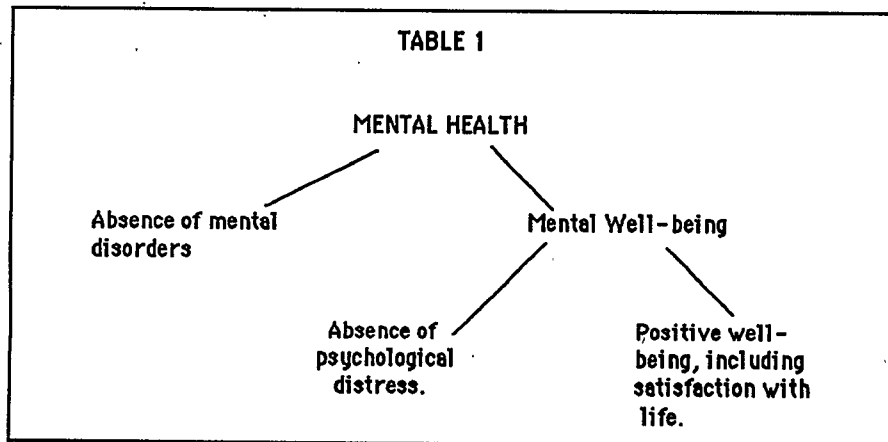 TABLE 1
MENTAL HEALTH
Absence of mental
disorders
Mental Well-being
Absence of
psychological
distress.
Positive well-
being, including
satisfaction with
life.